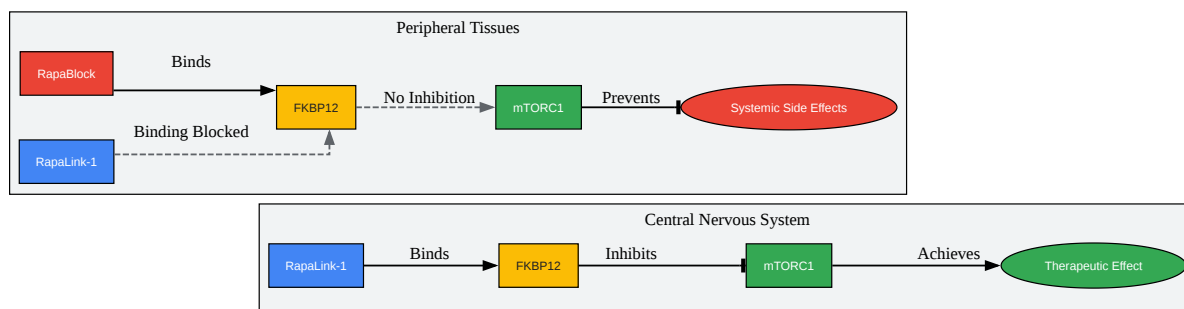 Peripheral Tissues
RapaBlock
Binds
FKBP12
No Inhibition
mTORC1
Prevents
Systemic Side Effects
Binding Blocked
RapaLink-1
Central Nervous System
RapaLink-1
Binds
FKBP12
Inhibits
mTORC1
Achieves
Therapeutic Effect